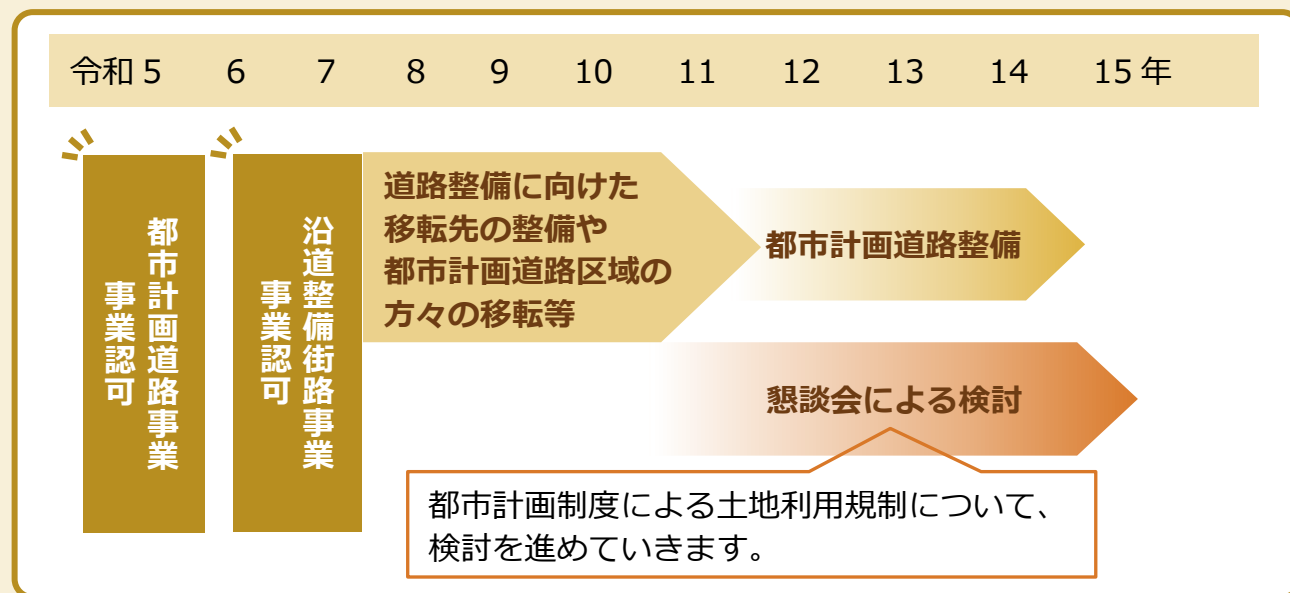 令和5 6 7 8 9 10 11 12 13 14 15年
都市計画道路事業
事業認可
沿道整備街路事業
事業認可
道路整備に向けた
移転先の整備や
都市計画道路区域の
方々の移転等
都市計画道路整備
懇談会による検討
都市計画制度による土地利用規制について、
検討を進めていきます。